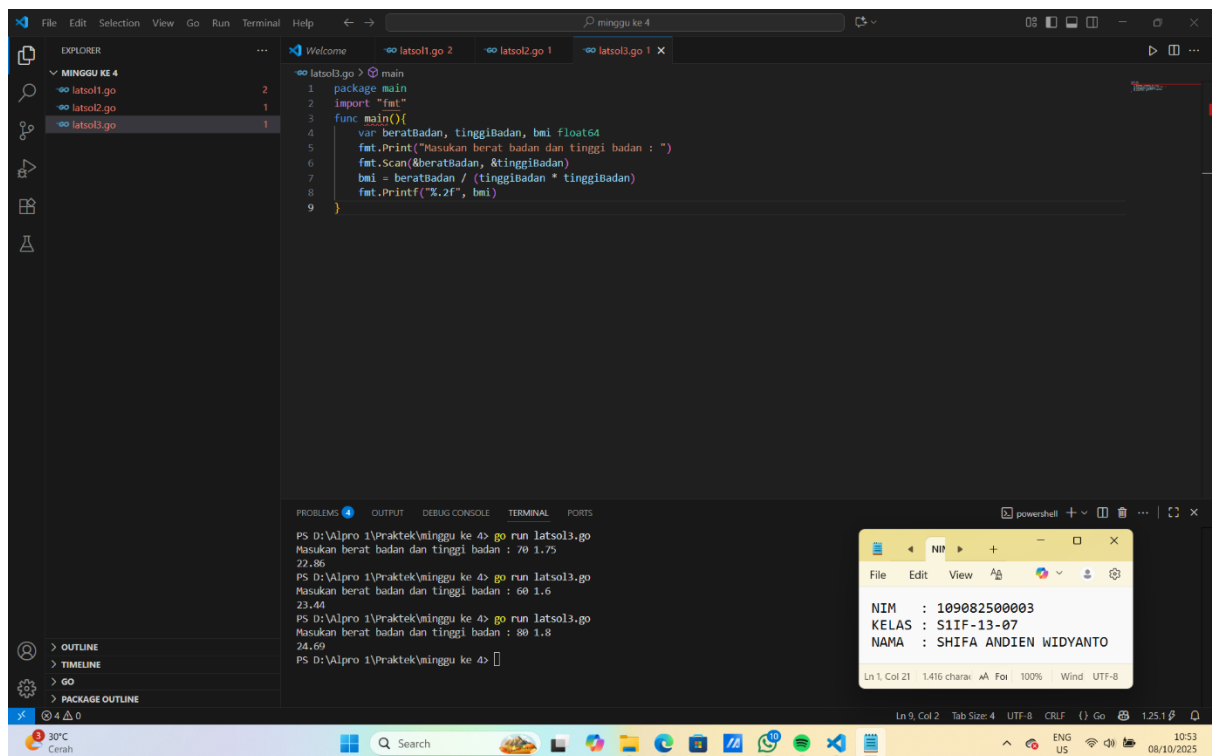 File Edit Selection View Go Run Terminal Help
minggu ke 4
EXPLORER
Welcome
latsol1.go 2
latsol2.go 1
latsol3.go 1
MINGGU KE 4
latsol1.go 2
latsol2.go 1
latsol3.go 1
latsol3.go > main
1 package main
2 import "fmt"
3 func main(){
4 var beratBadan, tinggiBadan, bmi float64
5 fmt.Print("Masukan berat badan dan tinggi badan : ")
6 fmt.Scan(&beratBadan, &tinggiBadan)
7 bmi = beratBadan / (tinggiBadan * tinggiBadan)
8 fmt.Printf("%.2f", bmi)
9 }
PROBLEMS 4 OUTPUT DEBUG CONSOLE TERMINAL PORTS
powershell
PS D:\Alpro 1\Praktek\minggu ke 4> go run latsol3.go
Masukan berat badan dan tinggi badan : 70 1.75
22.86
PS D:\Alpro 1\Praktek\minggu ke 4> go run latsol3.go
Masukan berat badan dan tinggi badan : 60 1.6
23.44
PS D:\Alpro 1\Praktek\minggu ke 4> go run latsol3.go
Masukan berat badan dan tinggi badan : 80 1.8
24.69
PS D:\Alpro 1\Praktek\minggu ke 4>
NIM
File Edit View
NIM : 109082500003
KELAS : S1IF-13-07
NAMA : SHIFA ANDIEN WIDYANTO
Ln 1, Col 21 1.416 charac Foi 100% Wind UTF-8
OUTLINE
TIMELINE
GO
PACKAGE OUTLINE
4 0
Ln 9, Col 2 Tab Size: 4 UTF-8 CRLF {} Go 1.25.1
3
30°C
Cerah
Search
ENG
US
10:53
08/10/2025